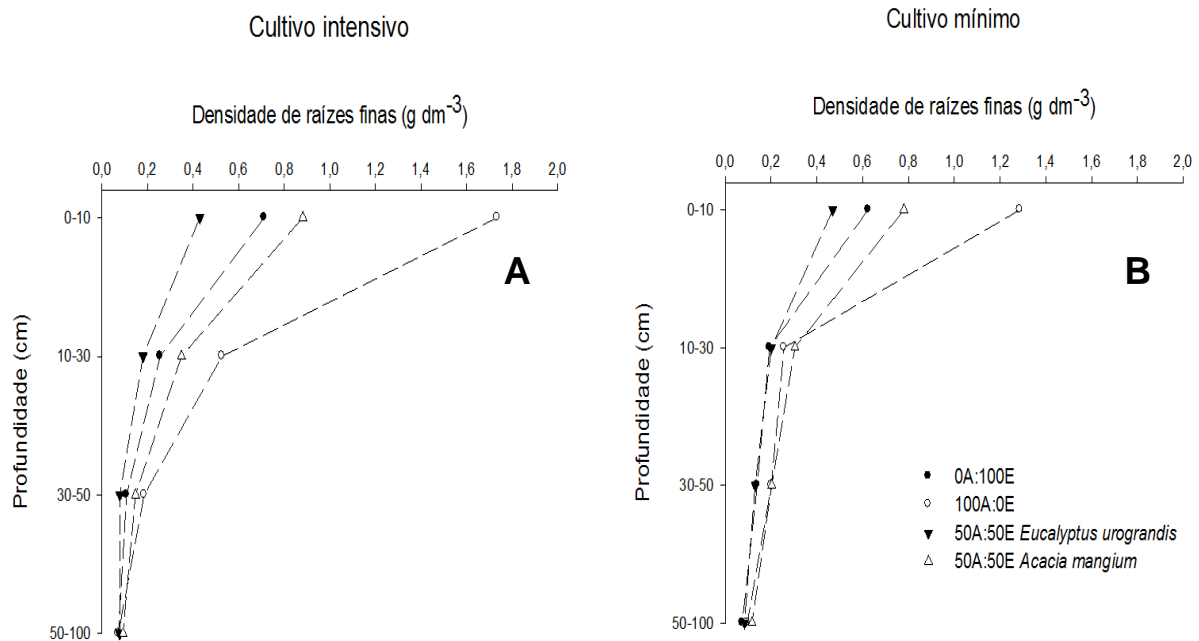 Cultivo intensivo
Densidade de raízes finas (g dm-3)
0,0 0,2 0,4 0,6 0,8 1,0 1,2 1,4 1,6 1,8 2,0
Profundidade (cm)
0-10
10-30
30-50
50-100
A
Cultivo mínimo
Densidade de raízes finas (g dm-3)
0,0 0,2 0,4 0,6 0,8 1,0 1,2 1,4 1,6 1,8 2,0
Profundidade (cm)
0-10
10-30
30-50
50-100
B
0A:100E
100A:0E
50A:50E Eucalyptus urograndis
50A:50E Acacia mangium